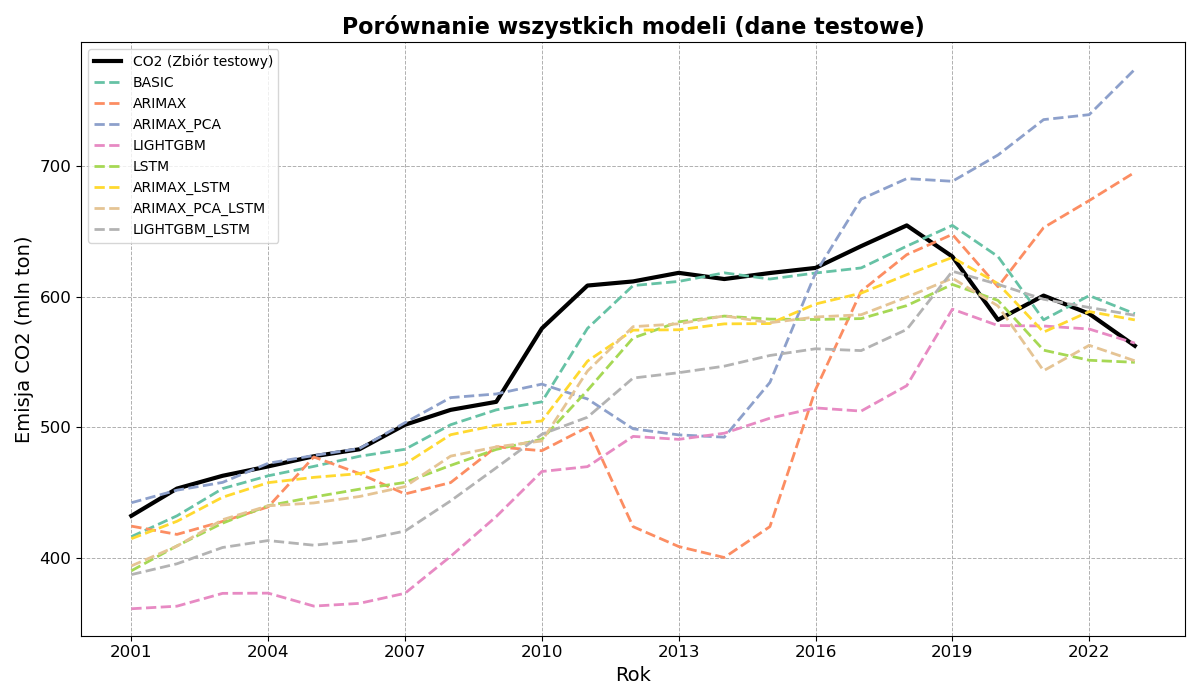 Porównanie wszystkich modeli (dane testowe)
CO2 (Zbiór testowy)
BASIC
ARIMAX
ARIMAX_PCA
LIGHTGBM
LSTM
ARIMAX_LSTM
ARIMAX_PCA_LSTM
LIGHTGBM_LSTM
Emisja CO2 (mln ton)
700
600
500
400
2001 2004 2007 2010 2013 2016 2019 2022
Rok